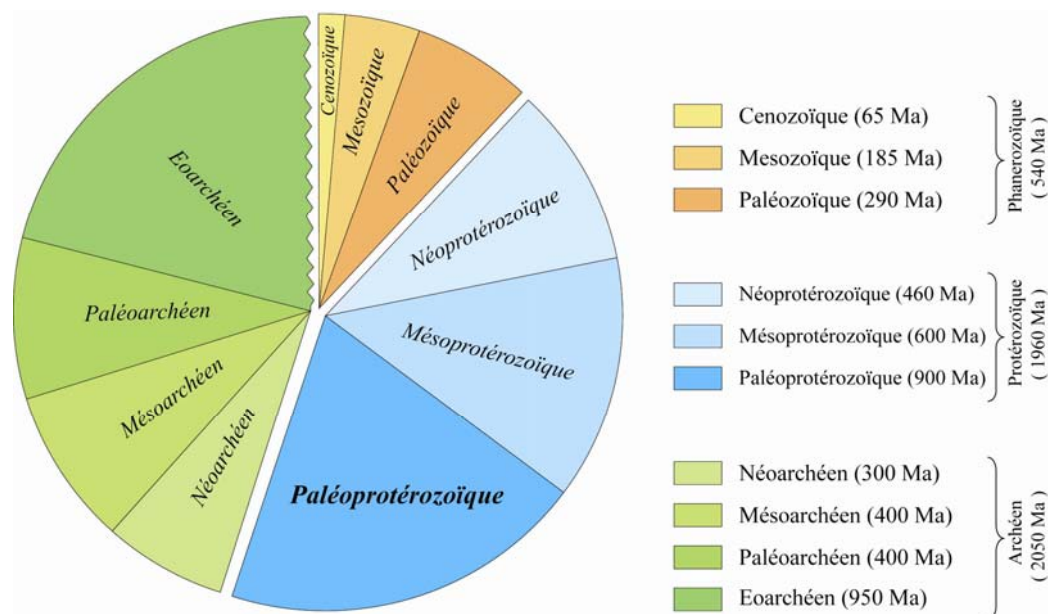 Cenozoïque
Mesozoïque
Paléozoïque
Néoprotérozoïque
Mésoprotérozoïque
Paléoprotérozoïque
Néoarchéen
Mésoarchéen
Paléoarchéen
Eoarchéen
Cenozoïque (65 Ma)
Mesozoïque (185 Ma)
Paléozoïque (290 Ma)
Phanerozoïque
( 540 Ma)
Néoprotérozoïque (460 Ma)
Mésoprotérozoïque (600 Ma)
Paléoprotérozoïque (900 Ma)
Protérozoïque
( 1960 Ma)
Néoarchéen (300 Ma)
Mésoarchéen (400 Ma)
Paléoarchéen (400 Ma)
Eoarchéen (950 Ma)
Archéen
( 2050 Ma)